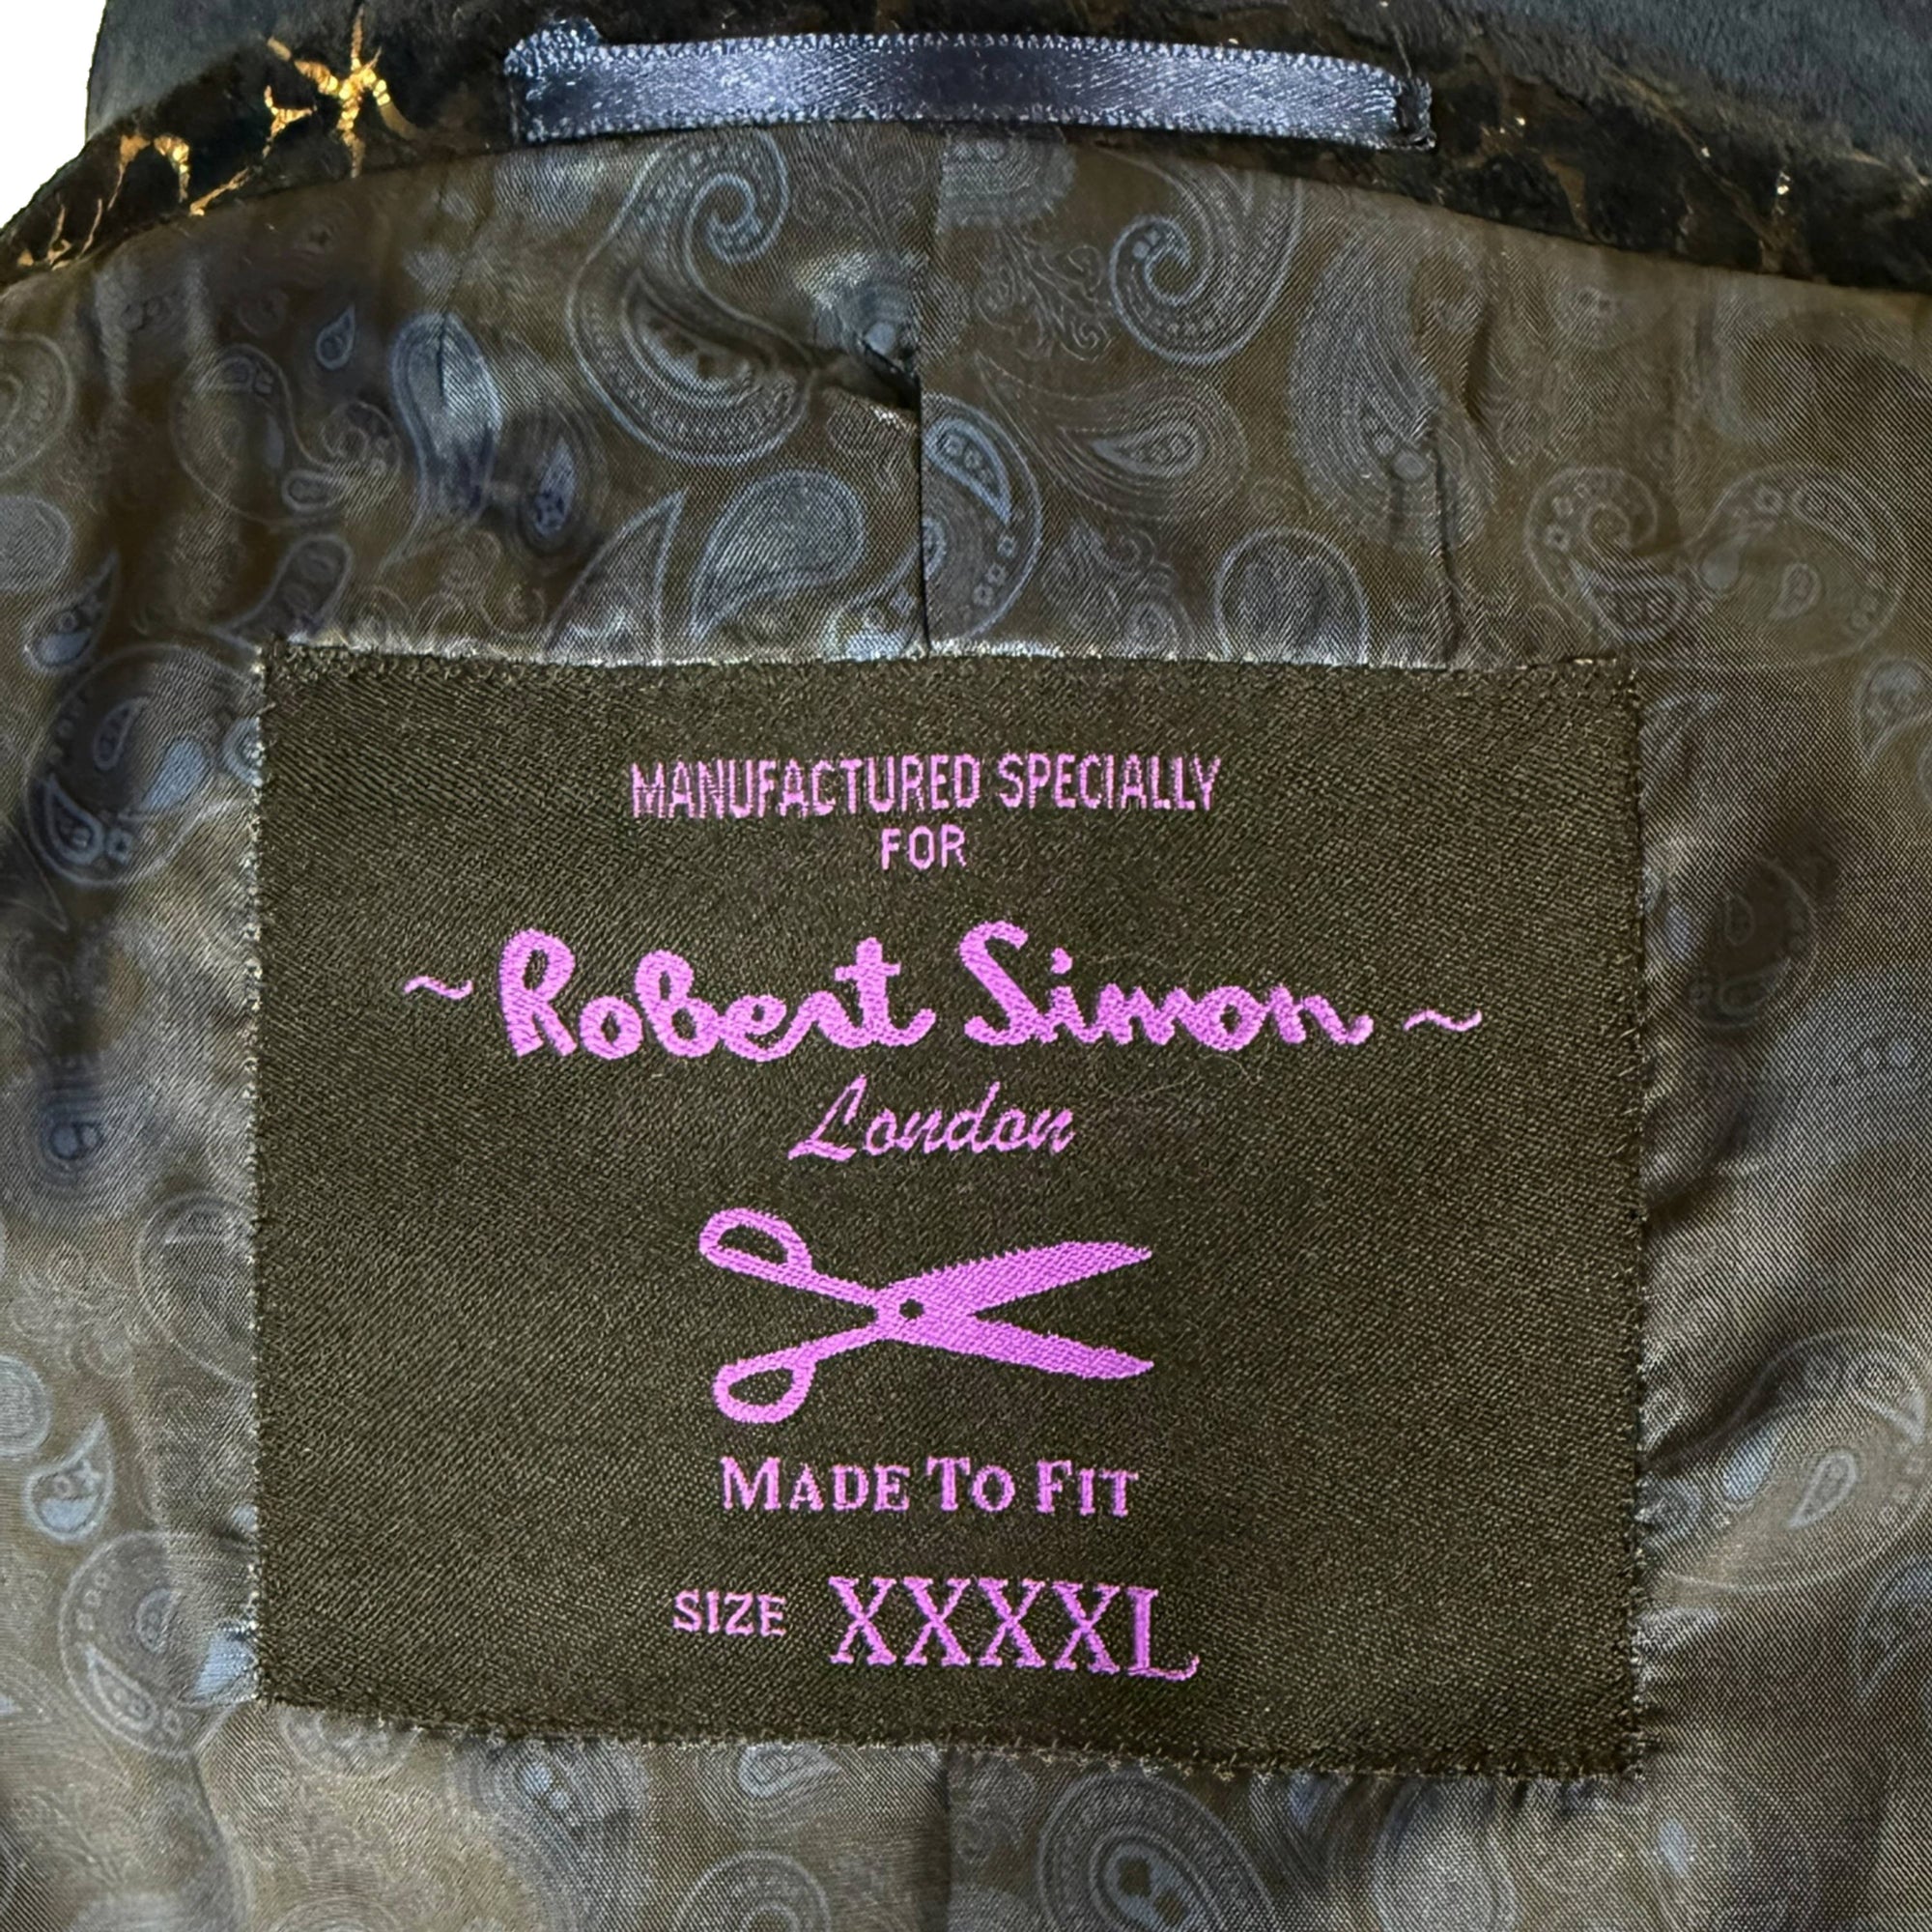 MANUFACTURED SPECIALLY
FOR
~Robert Simon~
London
MADE TO FIT
SIZE XXXXL